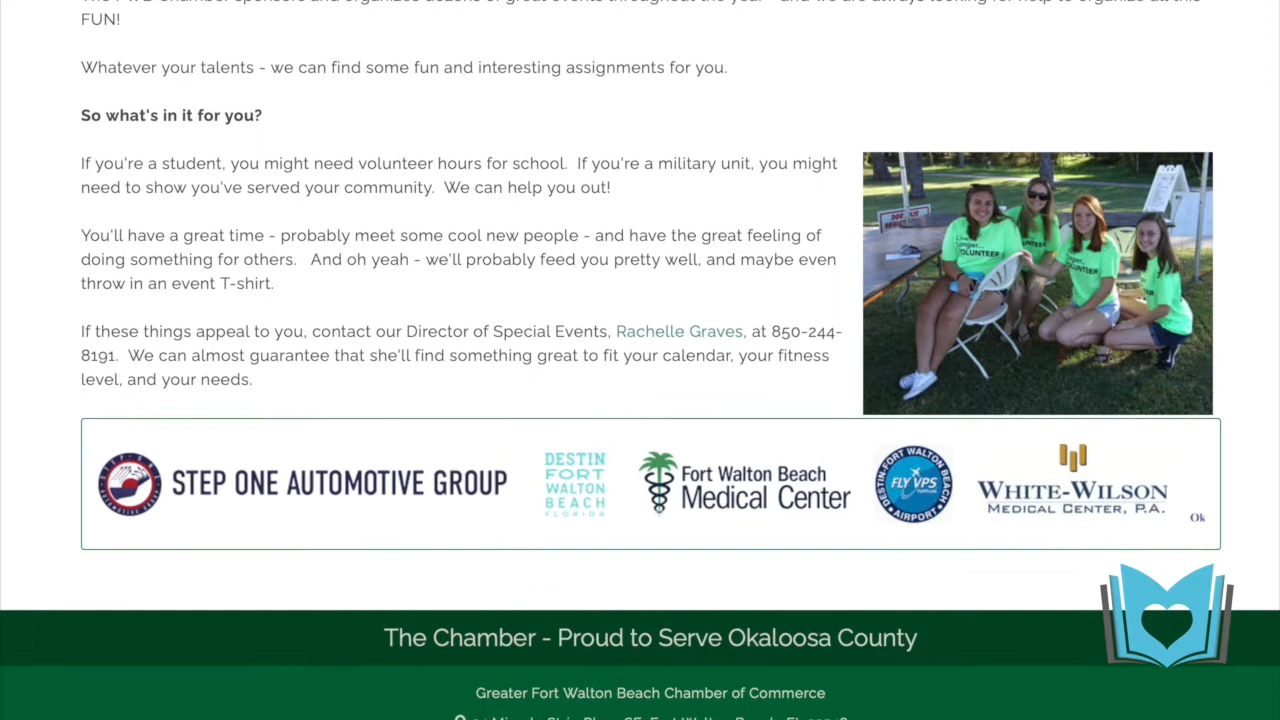 FUN!
Whatever your talents - we can find some fun and interesting assignments for you.
So what's in it for you?
If you're a student, you might need volunteer hours for school. If you're a military unit, you might
need to show you've served your community. We can help you out!
You'll have a great time - probably meet some cool new people - and have the great feeling of
doing something for others. And oh yeah - we'll probably feed you pretty well, and maybe even
throw in an event T-shirt.
If these things appeal to you, contact our Director of Special Events, Rachelle Graves, at 850-244-
8191. We can almost guarantee that she'll find something great to fit your calendar, your fitness
level, and your needs.
VOLUNTEER
STEP ONE AUTOMOTIVE GROUP
DESTIN
FORT
WALTON
BEACH
FLORIDA
Fort Walton Beach
Medical Center
DESTIN-FORT WALTON BEACH
FLY VPS
AIRPORT
WHITE-WILSON
MEDICAL CENTER, P.A.
Ok
The Chamber - Proud to Serve Okaloosa County
Greater Fort Walton Beach Chamber of Commerce